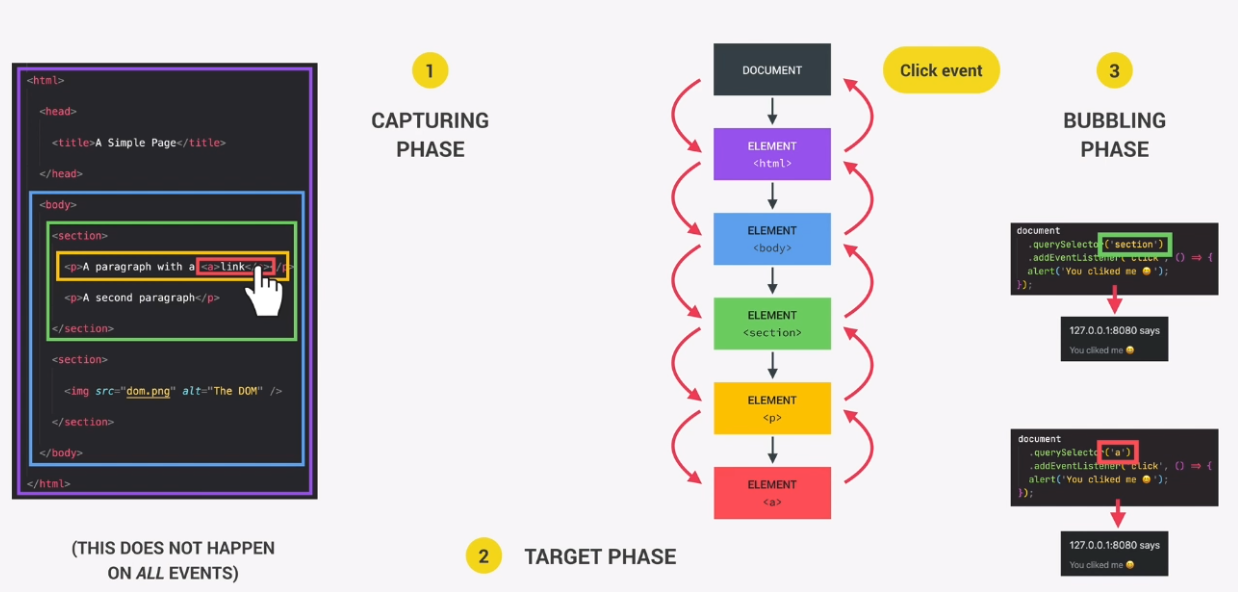 <html>
<head>
<title>A Simple Page</title>
</head>
<body>
<section>
<p>A paragraph with a <a>link</a></p>
<p>A second paragraph</p>
</section>
<section>
<img src="dom.png" alt="The DOM" />
</section>
</body>
</html>
(THIS DOES NOT HAPPEN
ON ALL EVENTS)
1
CAPTURING
PHASE
DOCUMENT
ELEMENT
<html>
ELEMENT
<body>
ELEMENT
<section>
ELEMENT
<p>
ELEMENT
<a>
2
TARGET PHASE
Click event
3
BUBBLING
PHASE
document
.querySelector('section')
.addEventListener('click', () => {
alert('You cliked me 😀');
});
127.0.0.1:8080 says
You cliked me 😀
document
.querySelector('a')
.addEventListener('click', () => {
alert('You cliked me 😀');
});
127.0.0.1:8080 says
You cliked me 😀